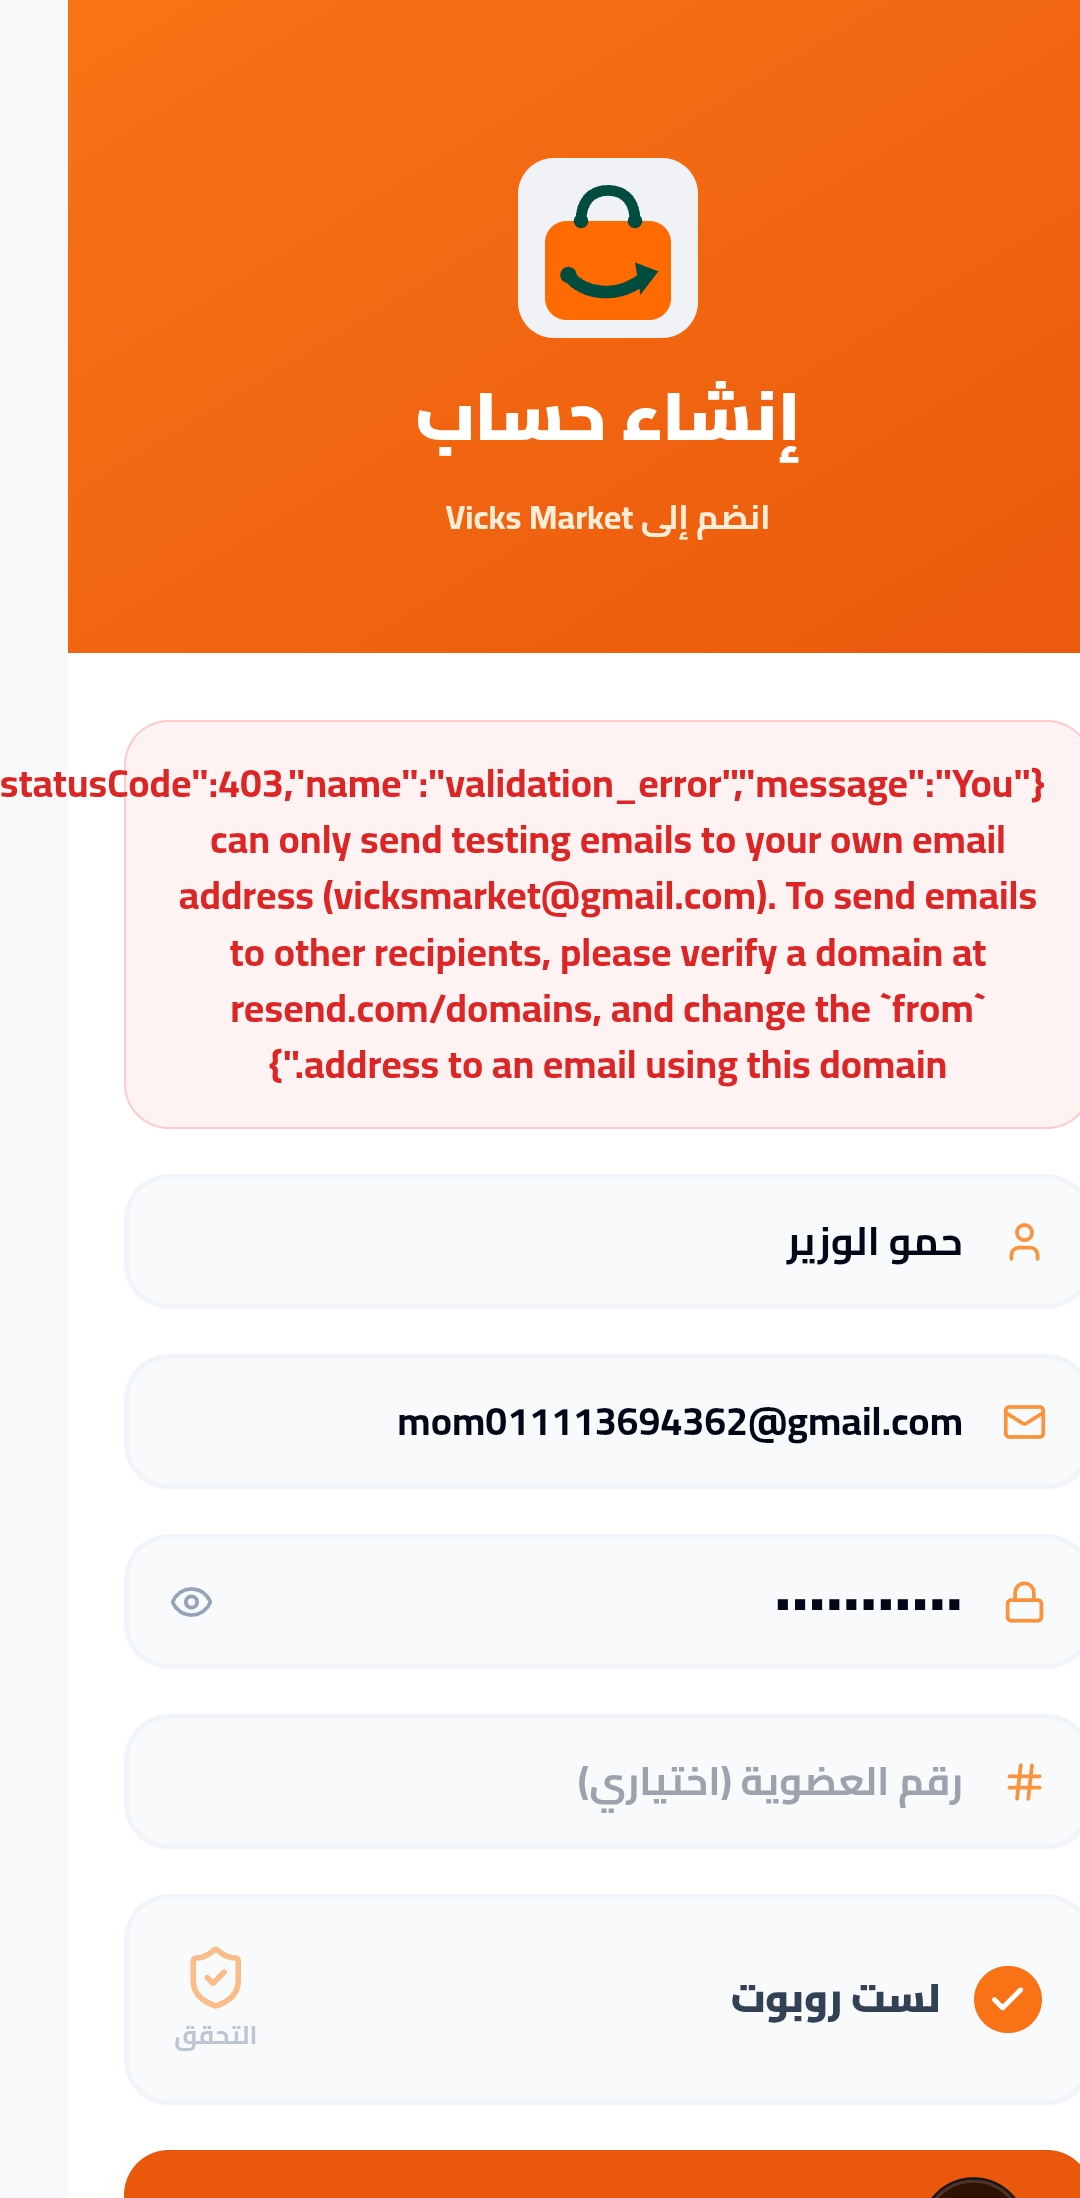 إنشاء حساب
انضم إلى Vicks Market
statusCode":403,"name":"validation_error","message":"You"}
can only send testing emails to your own email
address (vicksmarket@gmail.com). To send emails
to other recipients, please verify a domain at
resend.com/domains, and change the `from`
{".address to an email using this domain
حمو الوزير
mom011113694362@gmail.com
رقم العضوية (اختياري)
لست روبوت
التحقق